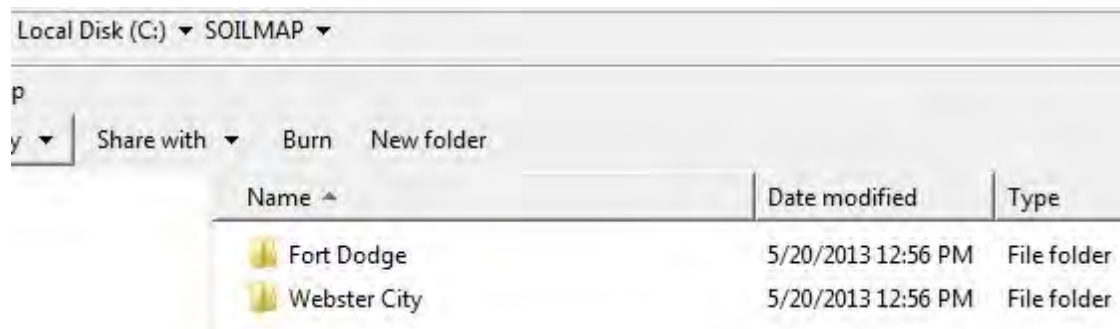 Local Disk (C:) SOILMAP
p
y Share with Burn New folder
Name Date modified Type
Fort Dodge 5/20/2013 12:56 PM File folder
Webster City 5/20/2013 12:56 PM File folder